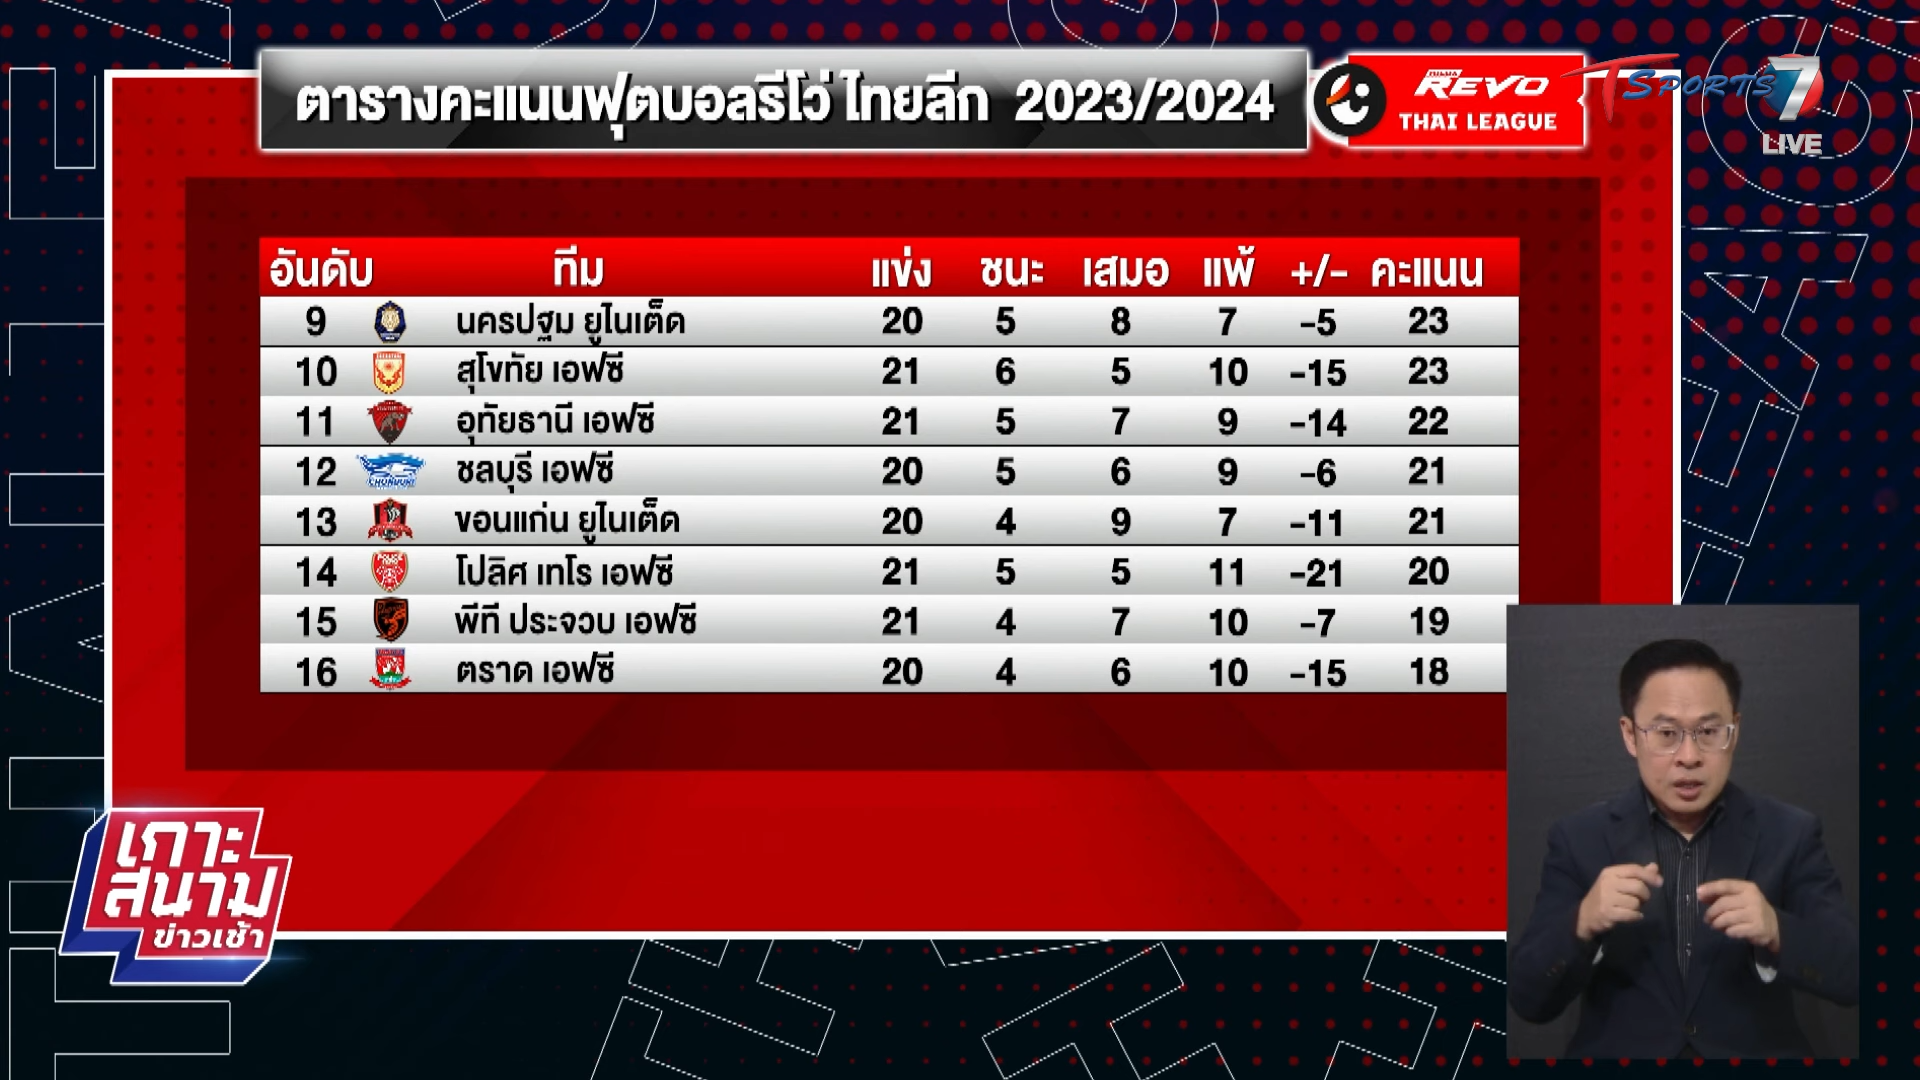 ตารางคะแนนฟุตบอลรีโว่ ไทยลีก 2023/2024
REVO
THAI LEAGUE
T SPORTS 7
LIVE
อันดับ ทีม แข่ง ชนะ เสมอ แพ้ +/- คะแนน
9 นครปฐม ยูไนเต็ด 20 5 8 7 -5 23
10 สุโขทัย เอฟซี 21 6 5 10 -15 23
11 อุทัยธานี เอฟซี 21 5 7 9 -14 22
12 ชลบุรี เอฟซี 20 5 6 9 -6 21
13 ขอนแก่น ยูไนเต็ด 20 4 9 7 -11 21
14 โปลิศ เทโร เอฟซี 21 5 5 11 -21 20
15 พีที ประจวบ เอฟซี 21 4 7 10 -7 19
16 ตราด เอฟซี 20 4 6 10 -15 18
เกาะ
สนาม
ข่าวเช้า